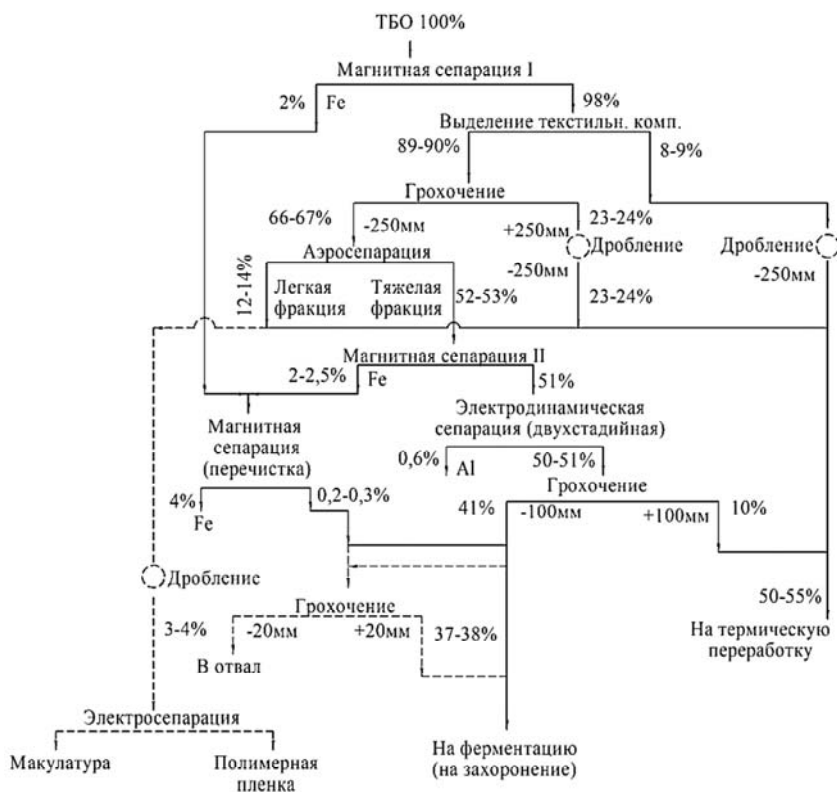 ТБО 100%
Магнитная сепарация I
2%
Fe
98%
Выделение текстильн. комп.
89-90%
8-9%
Грохочение
66-67%
-250мм
+250мм
23-24%
Аэросепарация
Дробление
Дробление
12-14%
Легкая
фракция
Тяжелая
фракция
52-53%
-250мм
23-24%
-250мм
Магнитная сепарация II
2-2,5%
Fe
51%
Магнитная
сепарация
(перечистка)
Электродинамическая
сепарация (двухстадийная)
0,6%
Al
50-51%
Грохочение
4%
Fe
0,2-0,3%
41%
-100мм
+100мм
10%
Дробление
Грохочение
3-4%
-20мм
+20мм
37-38%
50-55%
На термическую
переработку
В отвал
Электросепарация
Макулатура
Полимерная
пленка
На ферментацию
(на захоронение)